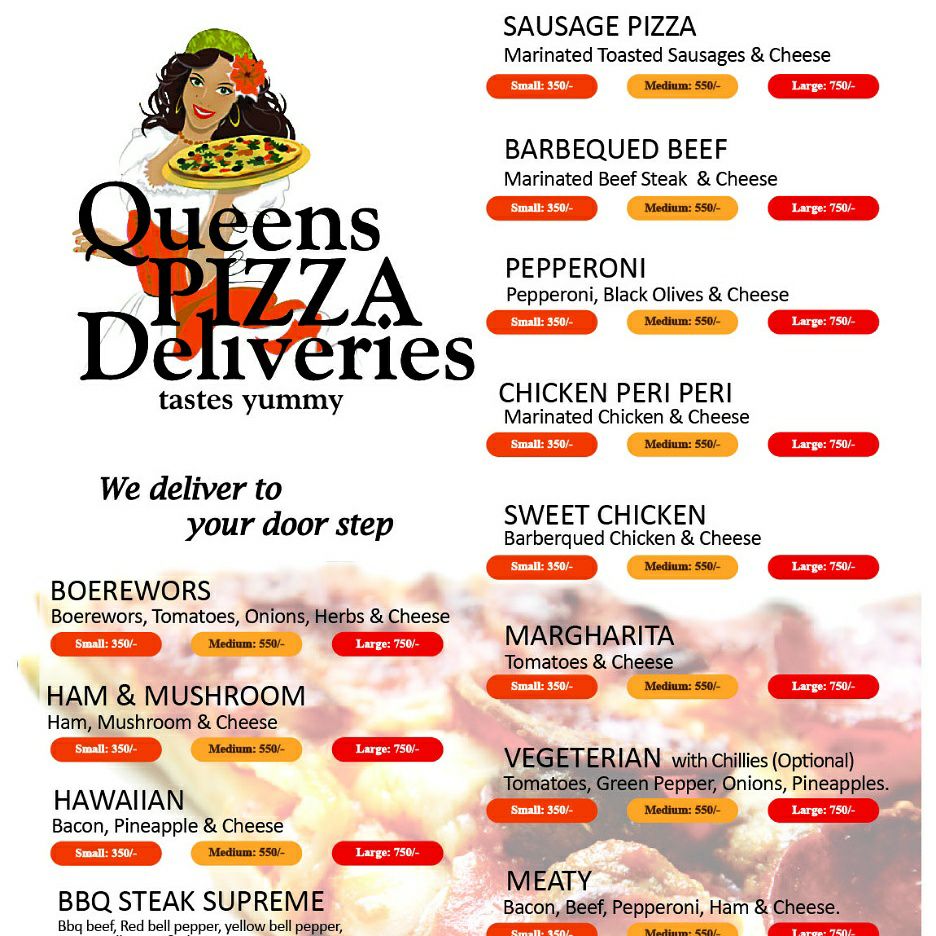 Queens
PIZZA
Deliveries
tastes yummy
We deliver to
your door step
BOEREWORS
Boerewors, Tomatoes, Onions, Herbs & Cheese
Small: 350/- Medium: 550/- Large: 750/-
HAM & MUSHROOM
Ham, Mushroom & Cheese
Small: 350/- Medium: 550/- Large: 750/-
HAWAIIAN
Bacon, Pineapple & Cheese
Small: 350/- Medium: 550/- Large: 750/-
BBQ STEAK SUPREME
Bbq beef, Red bell pepper, yellow bell pepper,
SAUSAGE PIZZA
Marinated Toasted Sausages & Cheese
Small: 350/- Medium: 550/- Large: 750/-
BARBEQUED BEEF
Marinated Beef Steak & Cheese
Small: 350/- Medium: 550/- Large: 750/-
PEPPERONI
Pepperoni, Black Olives & Cheese
Small: 350/- Medium: 550/- Large: 750/-
CHICKEN PERI PERI
Marinated Chicken & Cheese
Small: 350/- Medium: 550/- Large: 750/-
SWEET CHICKEN
Barberqued Chicken & Cheese
Small: 350/- Medium: 550/- Large: 750/-
MARGHARITA
Tomatoes & Cheese
Small: 350/- Medium: 550/- Large: 750/-
VEGETERIAN with Chillies (Optional)
Tomatoes, Green Pepper, Onions, Pineapples.
Small: 350/- Medium: 550/- Large: 750/-
MEATY
Bacon, Beef, Pepperoni, Ham & Cheese.
Small: 350/- Medium: 550/- Large: 750/-